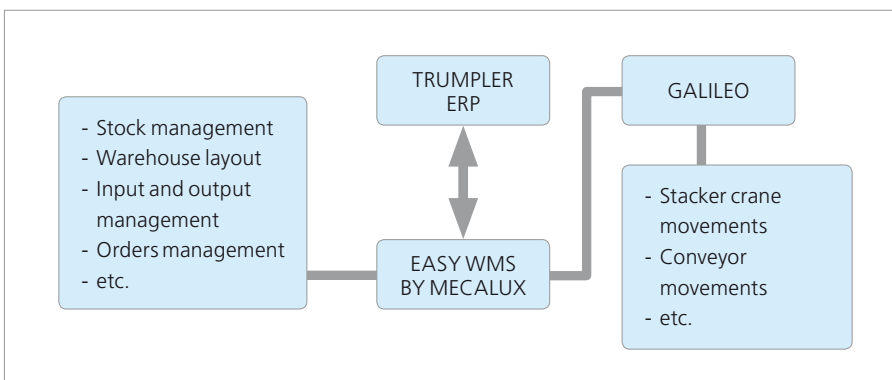 TRUMPLER
ERP
GALILEO
- Stock management
- Warehouse layout
- Input and output
management
- Orders management
- etc.
EASY WMS
BY MECALUX
- Stacker crane
movements
- Conveyor
movements
- etc.